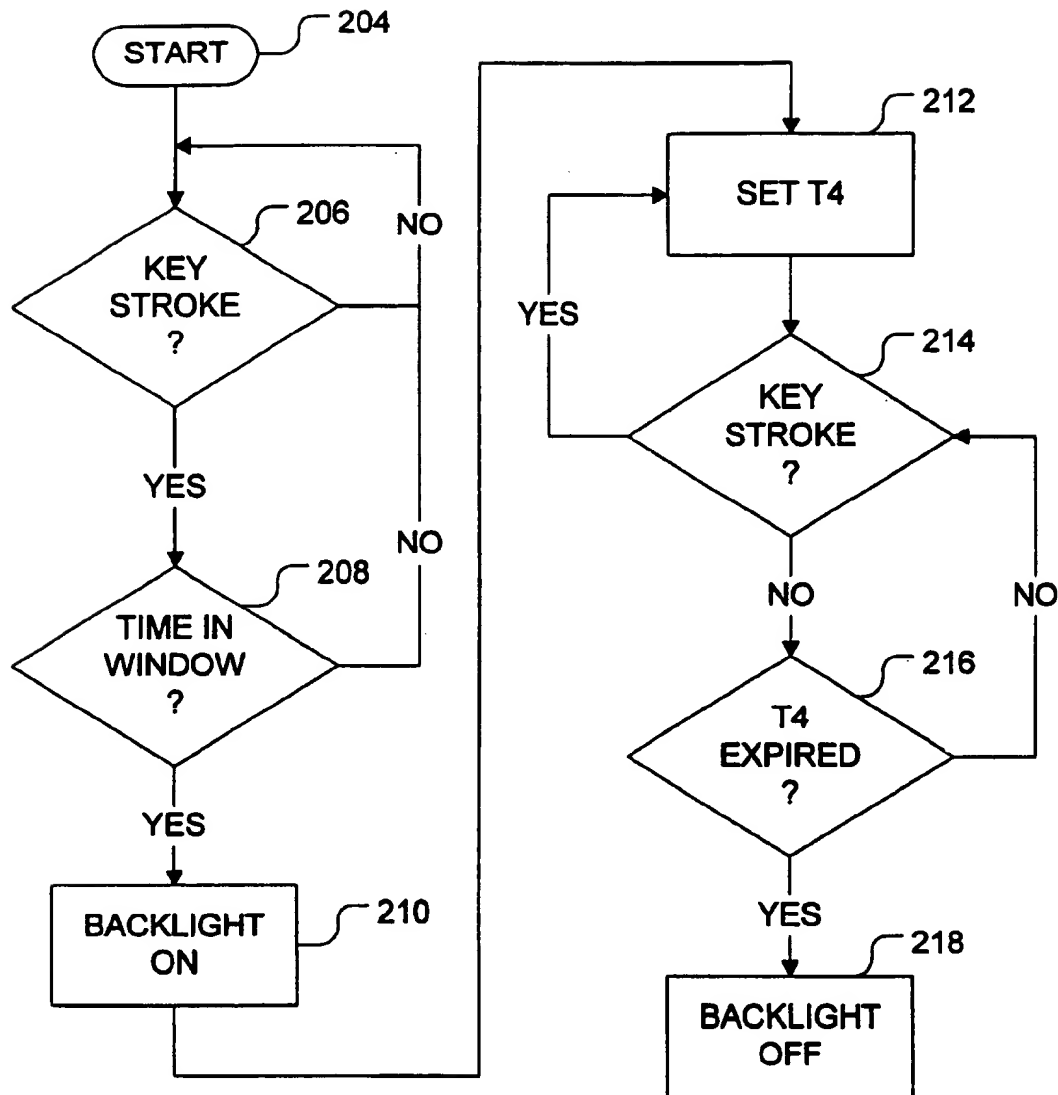 START
204
206
NO
KEY
STROKE
?
YES
NO
208
TIME IN
WINDOW
?
YES
BACKLIGHT
ON
210
212
SET T4
YES
214
KEY
STROKE
?
NO
NO
216
T4
EXPIRED
?
YES
218
BACKLIGHT
OFF